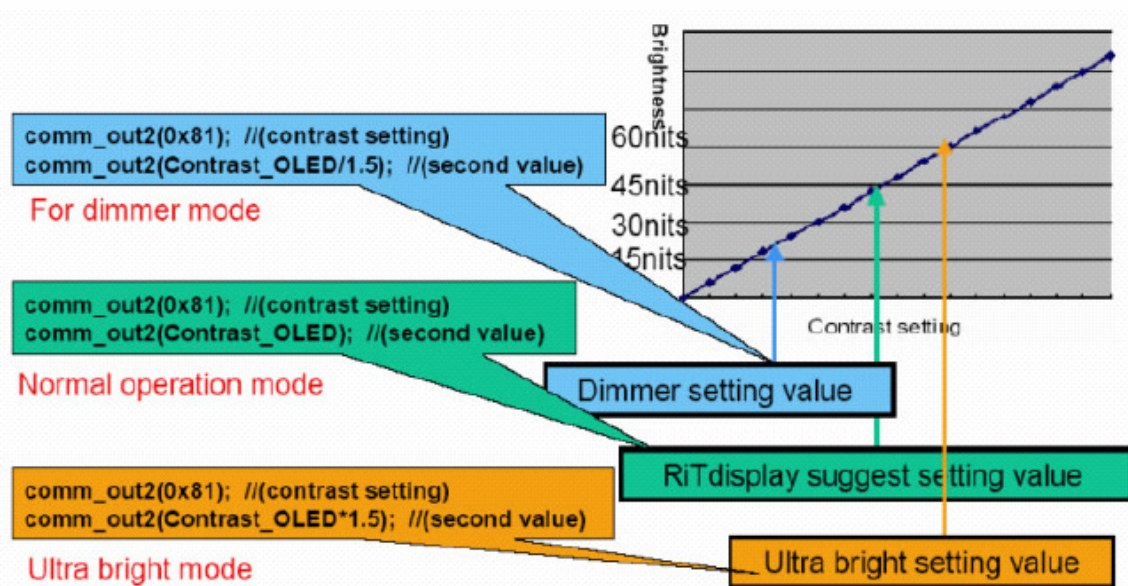 Brightness
comm_out2(0x81);  //(contrast setting)
comm_out2(Contrast_OLED/1.5);  //(second value)
For dimmer mode
60nits
45nits
30nits
15nits
Contrast setting
comm_out2(0x81);  //(contrast setting)
comm_out2(Contrast_OLED);  //(second value)
Normal operation mode
Dimmer setting value
RiTdisplay suggest setting value
comm_out2(0x81);  //(contrast setting)
comm_out2(Contrast_OLED*1.5);  //(second value)
Ultra bright mode
Ultra bright setting value